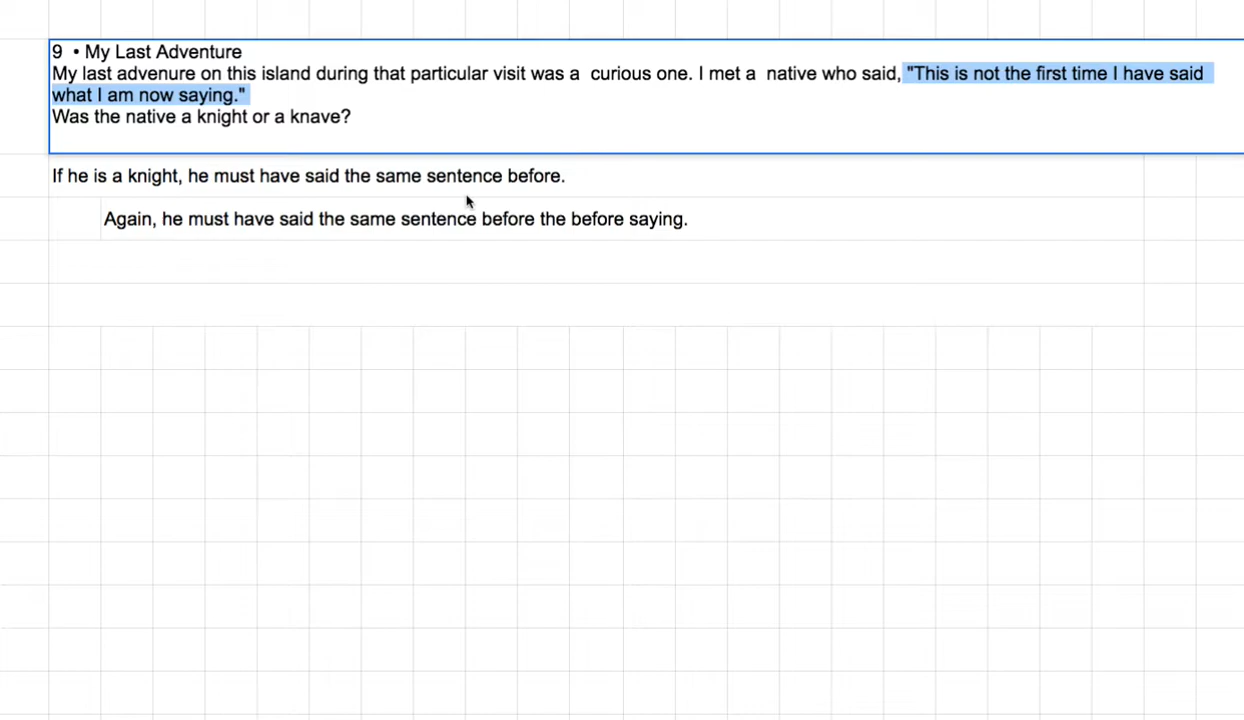 9 • My Last Adventure
My last advenure on this island during that particular visit was a  curious one. I met a  native who said, "This is not the first time I have said
what I am now saying."
Was the native a knight or a knave?
If he is a knight, he must have said the same sentence before.
Again, he must have said the same sentence before the before saying.